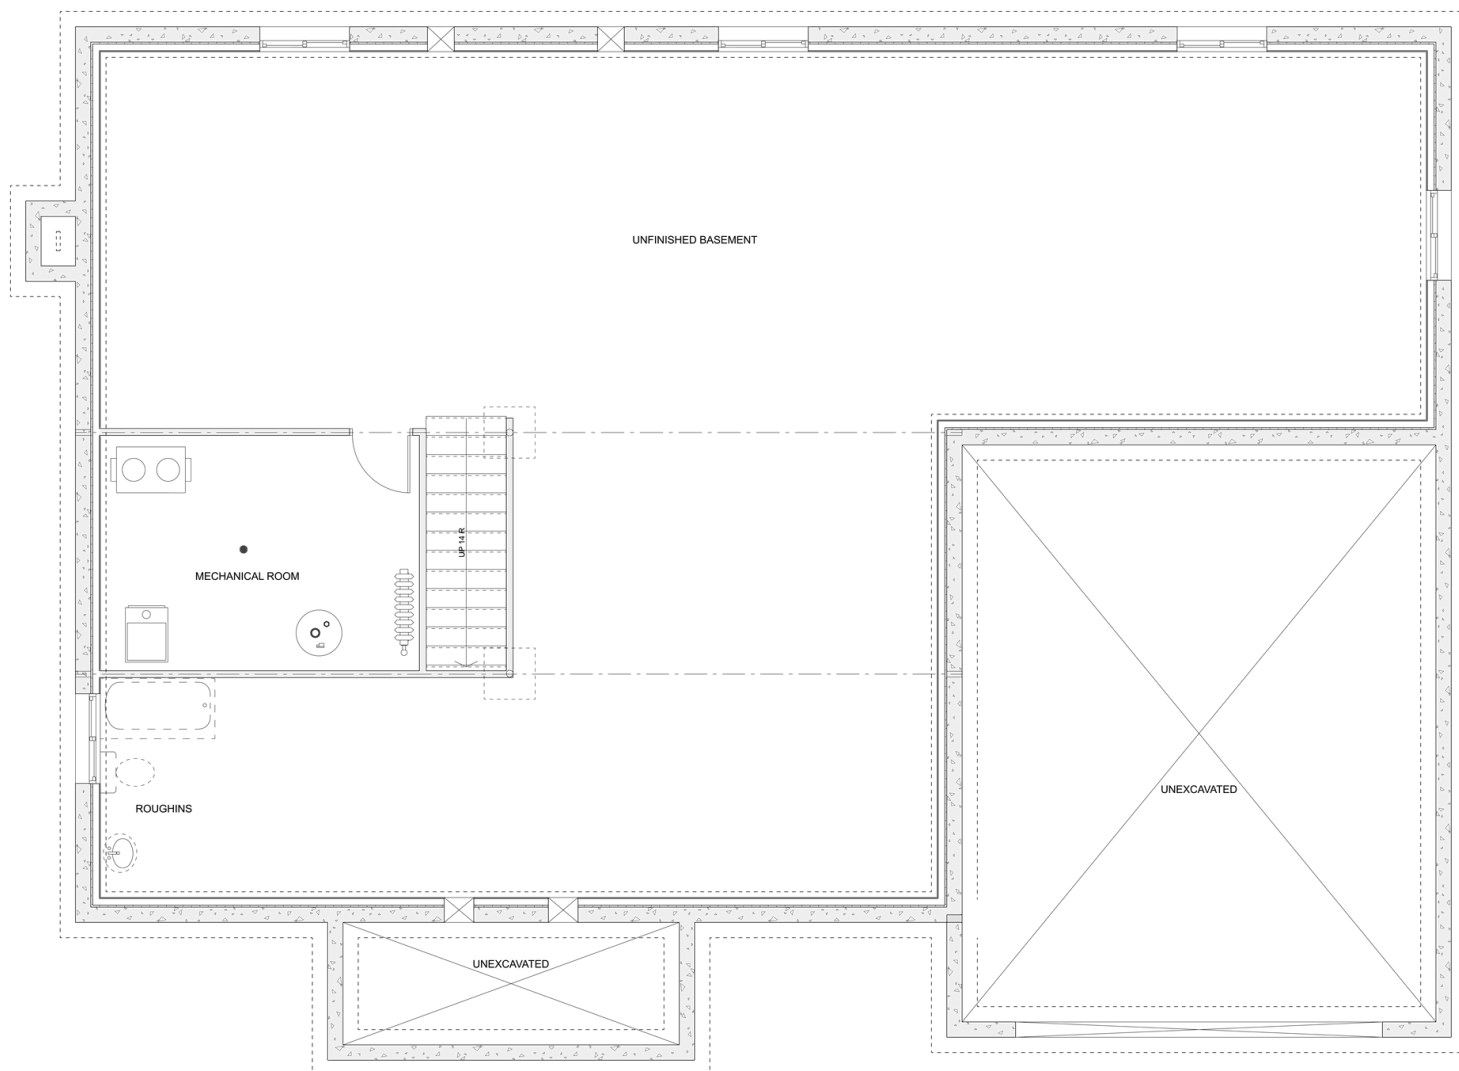 UNFINISHED BASEMENT
UP 14 R
MECHANICAL ROOM
UNEXCAVATED
ROUGHINS
UNEXCAVATED